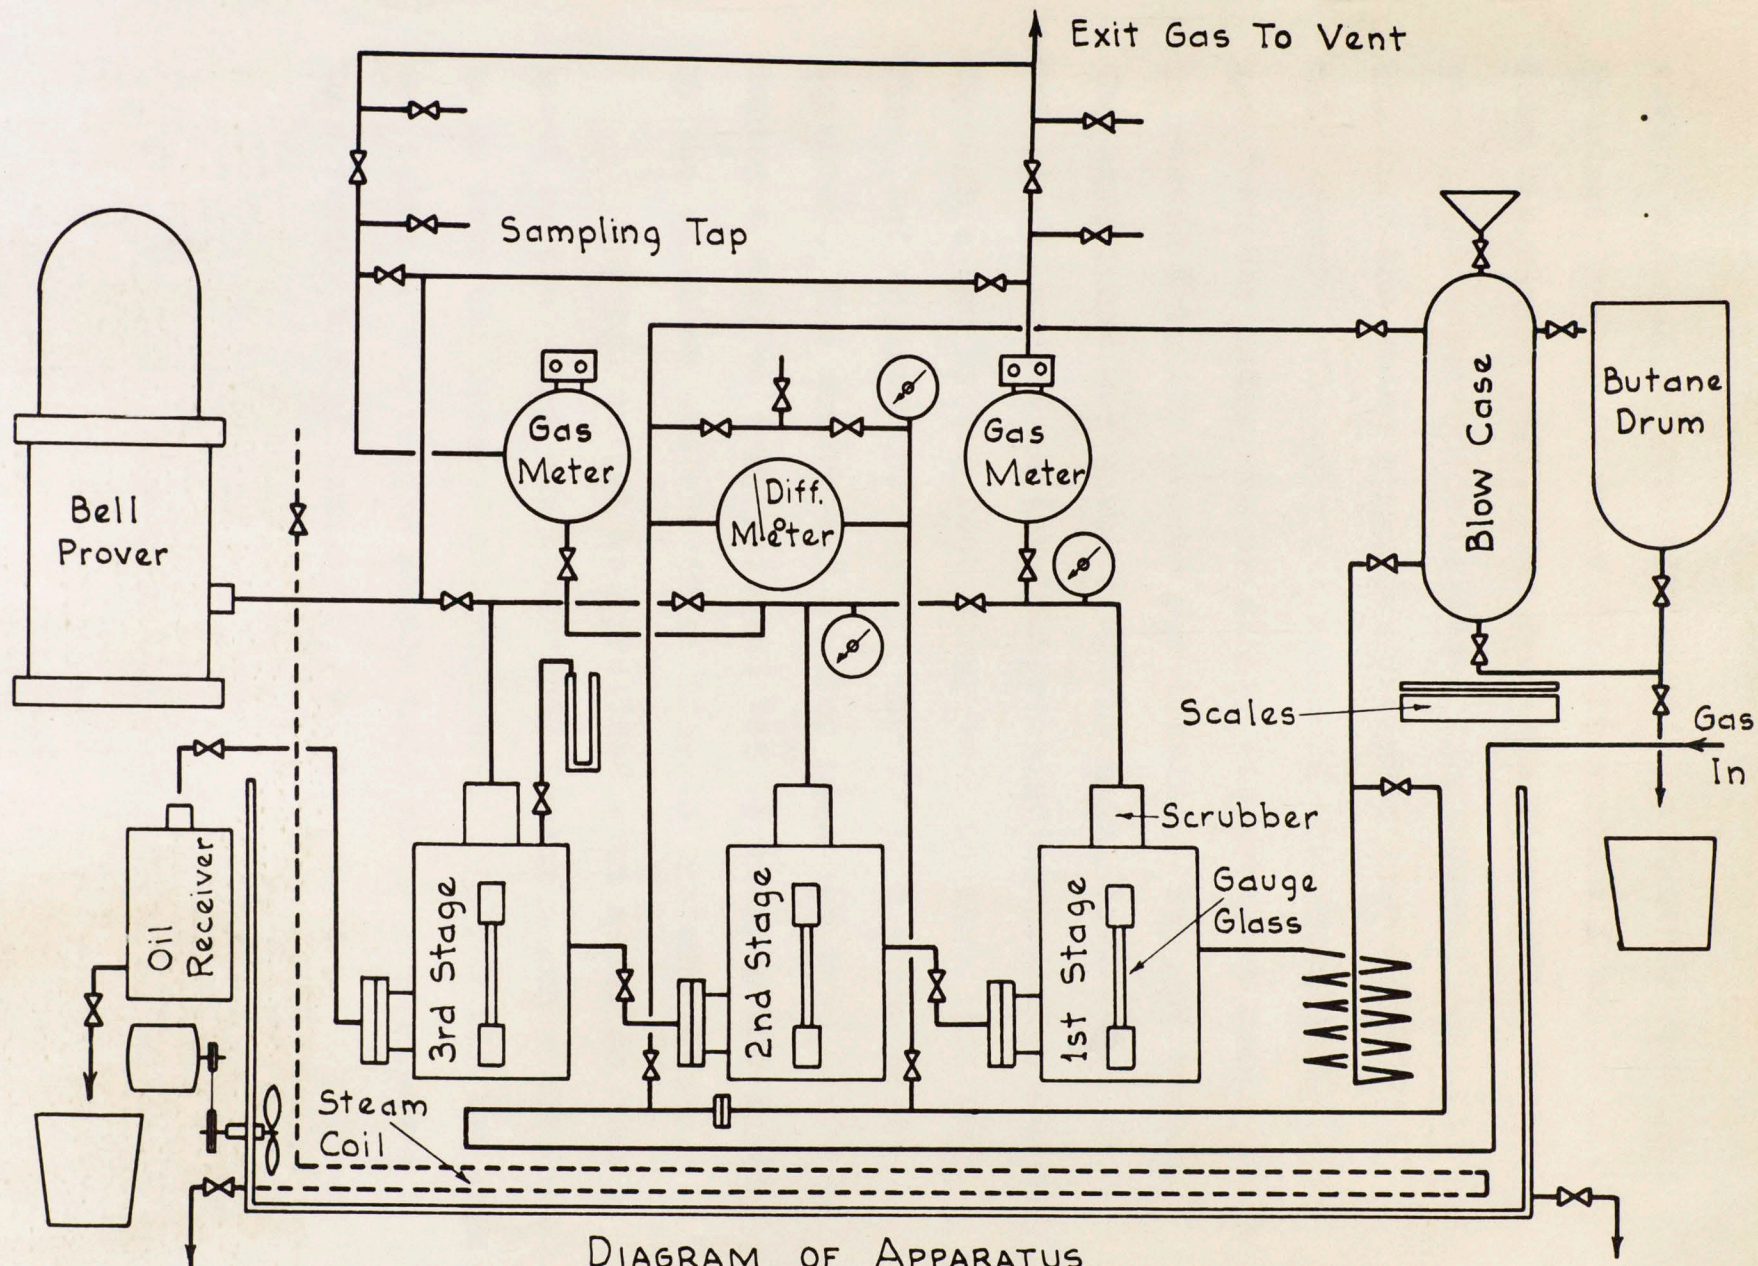 Exit Gas To Vent
Sampling Tap
Gas
Meter
Gas
Meter
Diff.
Meter
Bell
Prover
Blow Case
Butane
Drum
Scales
Gas
In
Scrubber
Gauge
Glass
Oil
Receiver
3rd Stage
2nd Stage
1st Stage
Steam
Coil
DIAGRAM OF APPARATUS